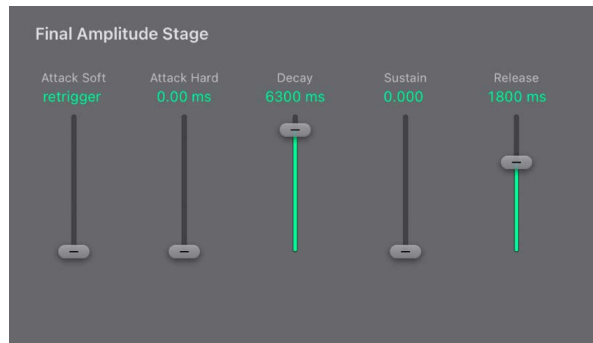 Final Amplitude Stage
Attack Soft
retrigger
Attack Hard
0.00 ms
Decay
6300 ms
Sustain
0.000
Release
1800 ms